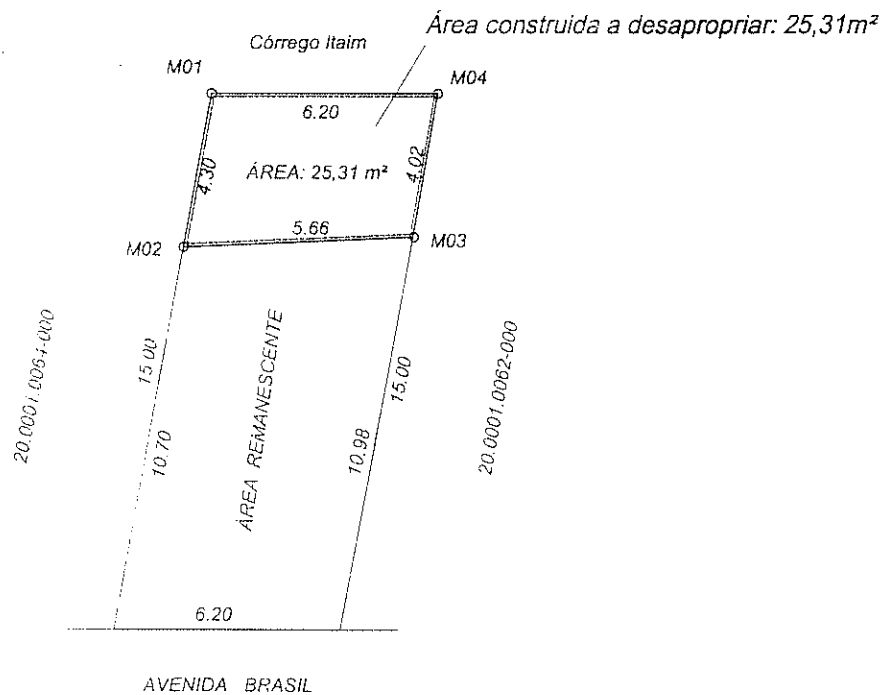 Área construida a desapropriar: 25,31m²
Córrego Itaim
M01
M04
6.20
4.30
ÁREA: 25,31 m²
4.02
5.66
M02
M03
20.0001.0064-000
15.00
10.70
ÁREA REMANESCENTE
15.00
10.98
20.0001.0062-000
6.20
AVENIDA BRASIL